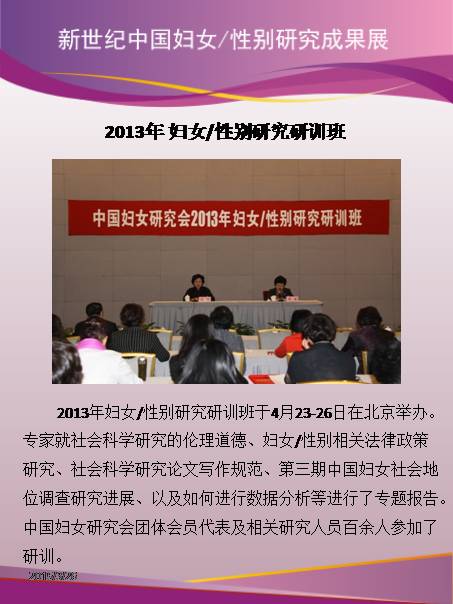 新世纪中国妇女/性别研究成果展
2013年 妇女/性别研究研训班
中国妇女研究会2013年妇女/性别研究研训班
2013年妇女/性别研究研训班于4月23-26日在北京举办。
专家就社会科学研究的伦理道德、妇女/性别相关法律政策
研究、社会科学研究论文写作规范、第三期中国妇女社会地
位调查研究进展、以及如何进行数据分析等进行了专题报告。
中国妇女研究会团体会员代表及相关研究人员百余人参加了
研训。